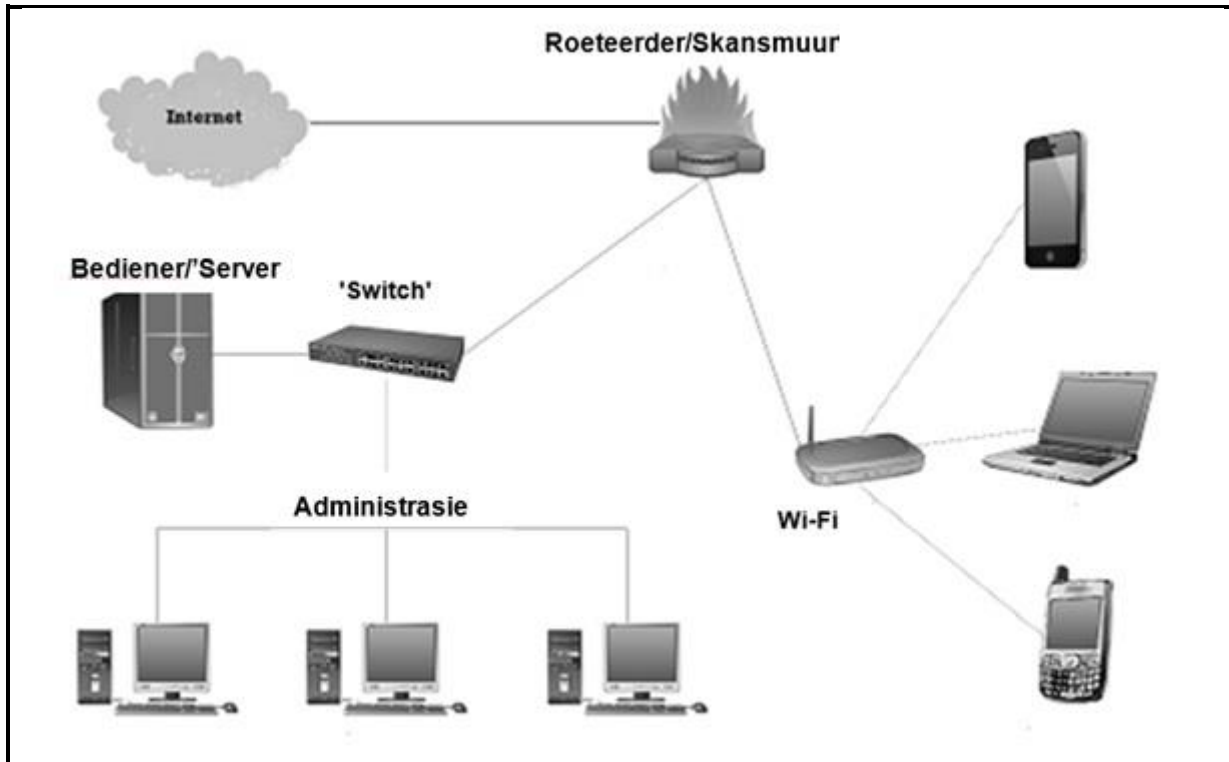 Roeteerder/Skansmuur
Internet
Bediener/'Server
'Switch'
Administrasie
Wi-Fi